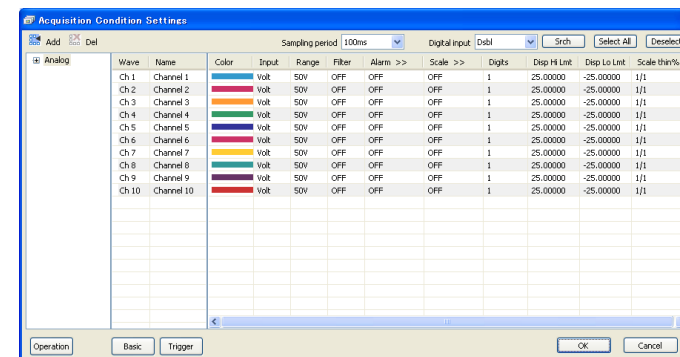 Acquisition Condition Settings
Add Del Sampling period 100ms Digital input Dsbl Srch Select All Deselect
Analog
Wave Name Color Input Range Filter Alarm >> Scale >> Digits Disp Hi Lmt Disp Lo Lmt Scale thin%
Ch 1 Channel 1 Volt 50V OFF OFF OFF 1 25.00000 -25.00000 1/1
Ch 2 Channel 2 Volt 50V OFF OFF OFF 1 25.00000 -25.00000 1/1
Ch 3 Channel 3 Volt 50V OFF OFF OFF 1 25.00000 -25.00000 1/1
Ch 4 Channel 4 Volt 50V OFF OFF OFF 1 25.00000 -25.00000 1/1
Ch 5 Channel 5 Volt 50V OFF OFF OFF 1 25.00000 -25.00000 1/1
Ch 6 Channel 6 Volt 50V OFF OFF OFF 1 25.00000 -25.00000 1/1
Ch 7 Channel 7 Volt 50V OFF OFF OFF 1 25.00000 -25.00000 1/1
Ch 8 Channel 8 Volt 50V OFF OFF OFF 1 25.00000 -25.00000 1/1
Ch 9 Channel 9 Volt 50V OFF OFF OFF 1 25.00000 -25.00000 1/1
Ch 10 Channel 10 Volt 50V OFF OFF OFF 1 25.00000 -25.00000 1/1
Operation Basic Trigger OK Cancel